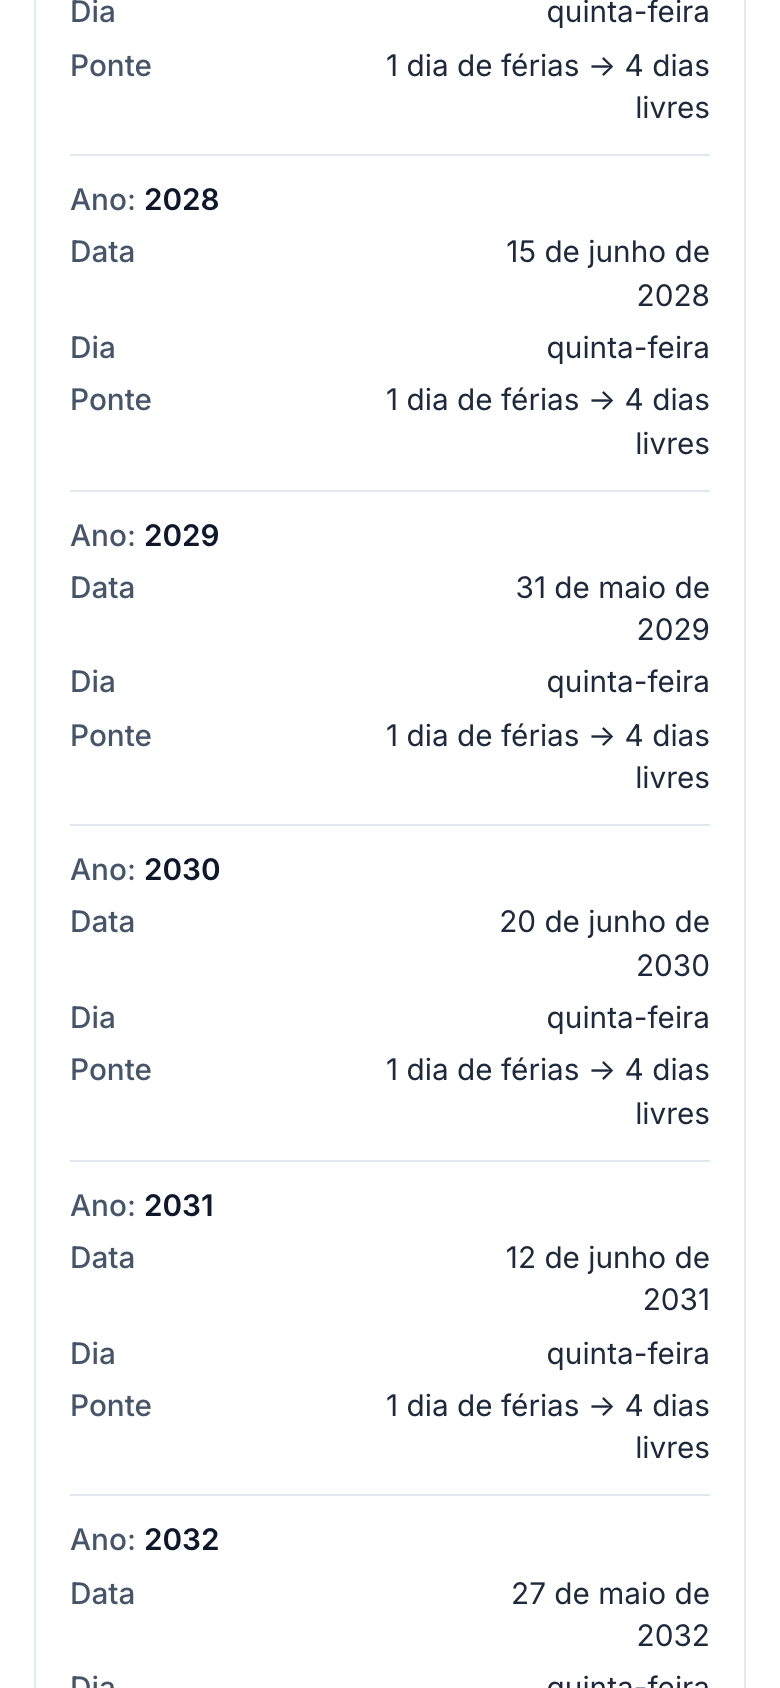 Dia quinta-feira
Ponte 1 dia de férias → 4 dias
livres
Ano: 2028
Data 15 de junho de
2028
Dia quinta-feira
Ponte 1 dia de férias → 4 dias
livres
Ano: 2029
Data 31 de maio de
2029
Dia quinta-feira
Ponte 1 dia de férias → 4 dias
livres
Ano: 2030
Data 20 de junho de
2030
Dia quinta-feira
Ponte 1 dia de férias → 4 dias
livres
Ano: 2031
Data 12 de junho de
2031
Dia quinta-feira
Ponte 1 dia de férias → 4 dias
livres
Ano: 2032
Data 27 de maio de
2032
Dia quinta-feira